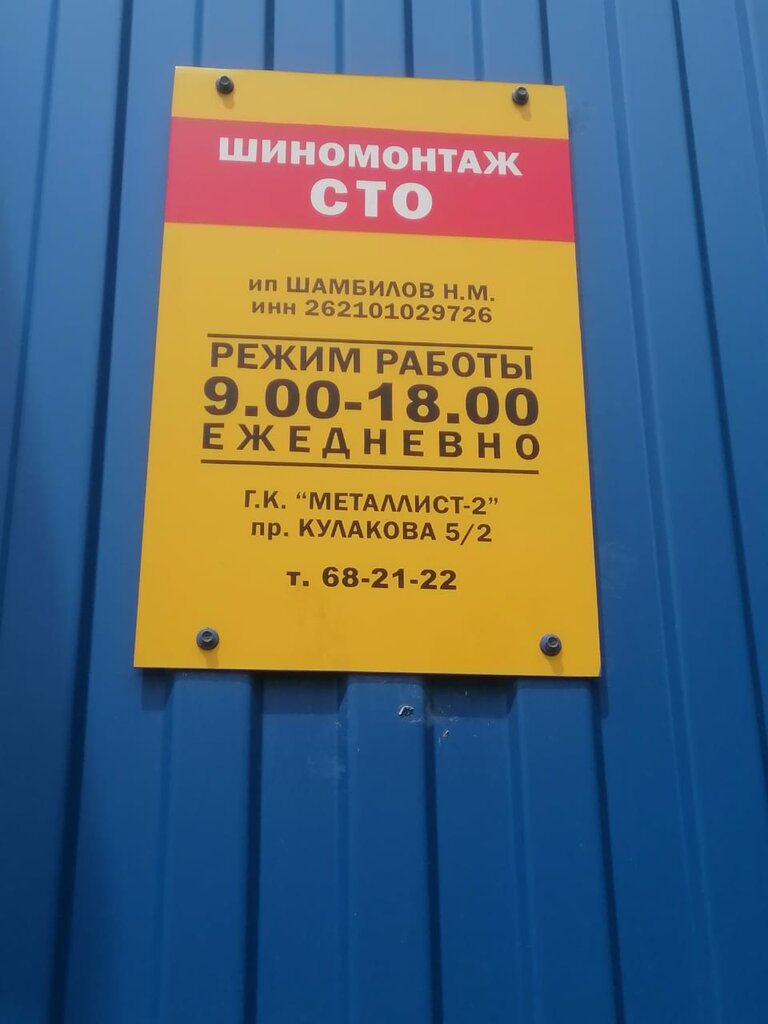 ШИНОМОНТАЖ
СТО
ип ШАМБИЛОВ Н.М.
инн 262101029726
РЕЖИМ РАБОТЫ
9.00-18.00
ЕЖЕДНЕВНО
Г.К. “МЕТАЛЛИСТ-2”
пр. КУЛАКОВА 5/2
т. 68-21-22